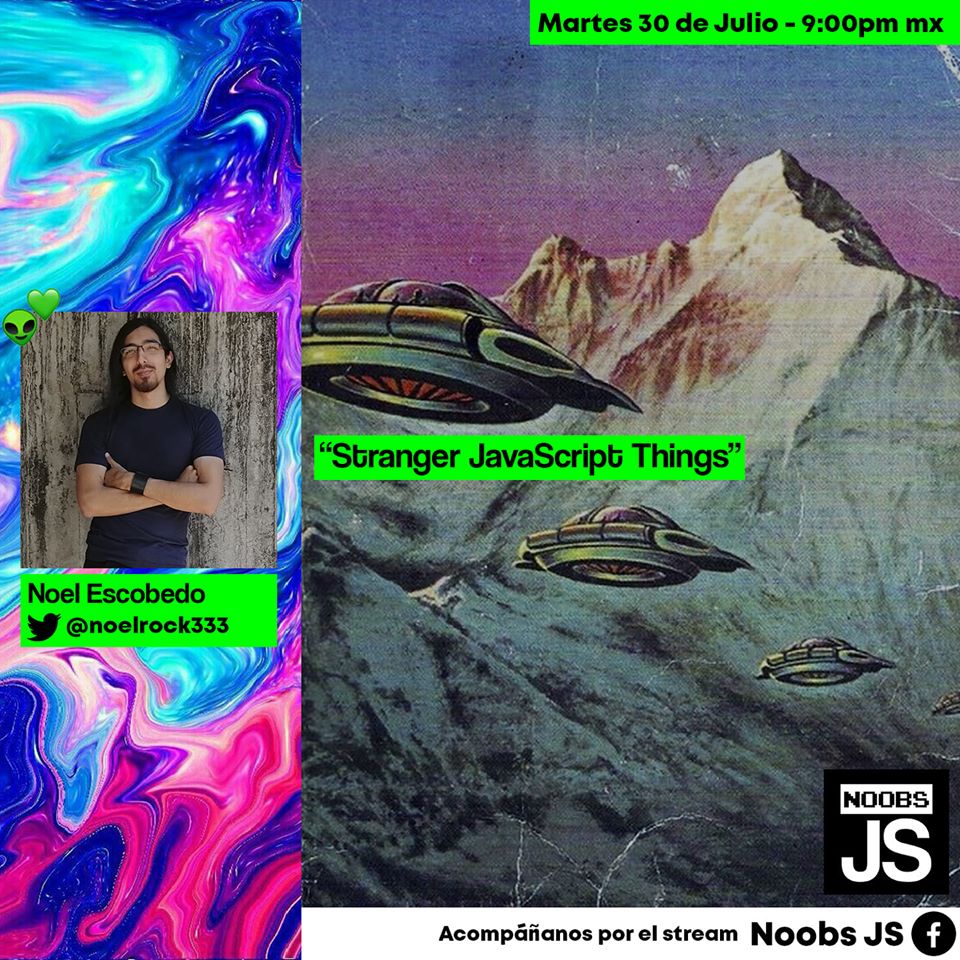 Martes 30 de Julio - 9:00pm mx
“Stranger JavaScript Things”
Noel Escobedo
@noelrock333
NOOBS
JS
Acompáñanos por el stream Noobs JS